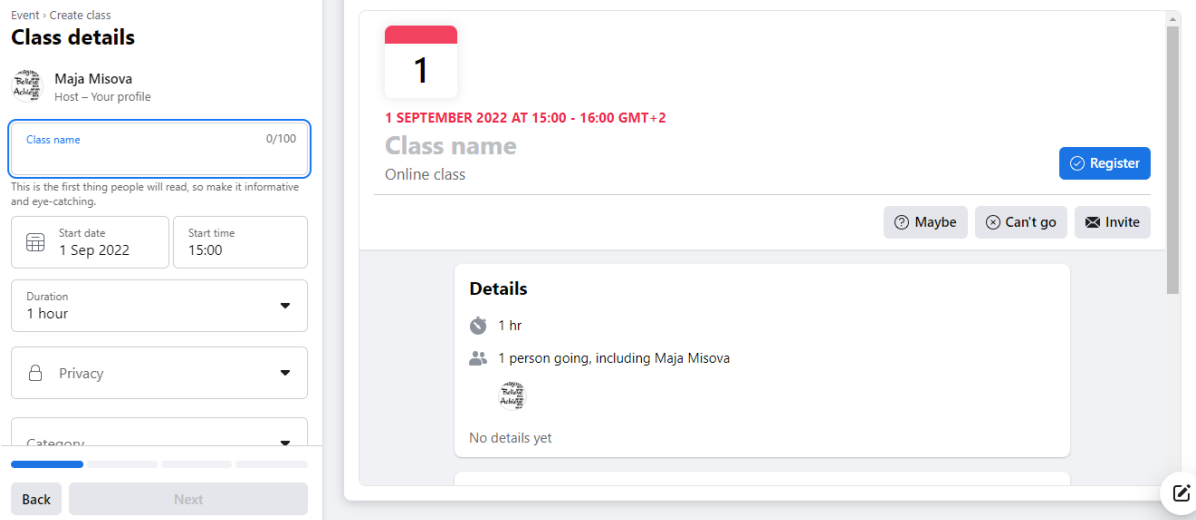 Event › Create class
Class details
Maja Misova
Host – Your profile
Class name
0/100
This is the first thing people will read, so make it informative
and eye-catching.
Start date
1 Sep 2022
Start time
15:00
Duration
1 hour
Privacy
Category
Back
Next
1
1 SEPTEMBER 2022 AT 15:00 - 16:00 GMT+2
Class name
Online class
Register
Maybe
Can't go
Invite
Details
1 hr
1 person going, including Maja Misova
Believe
Achieve
No details yet